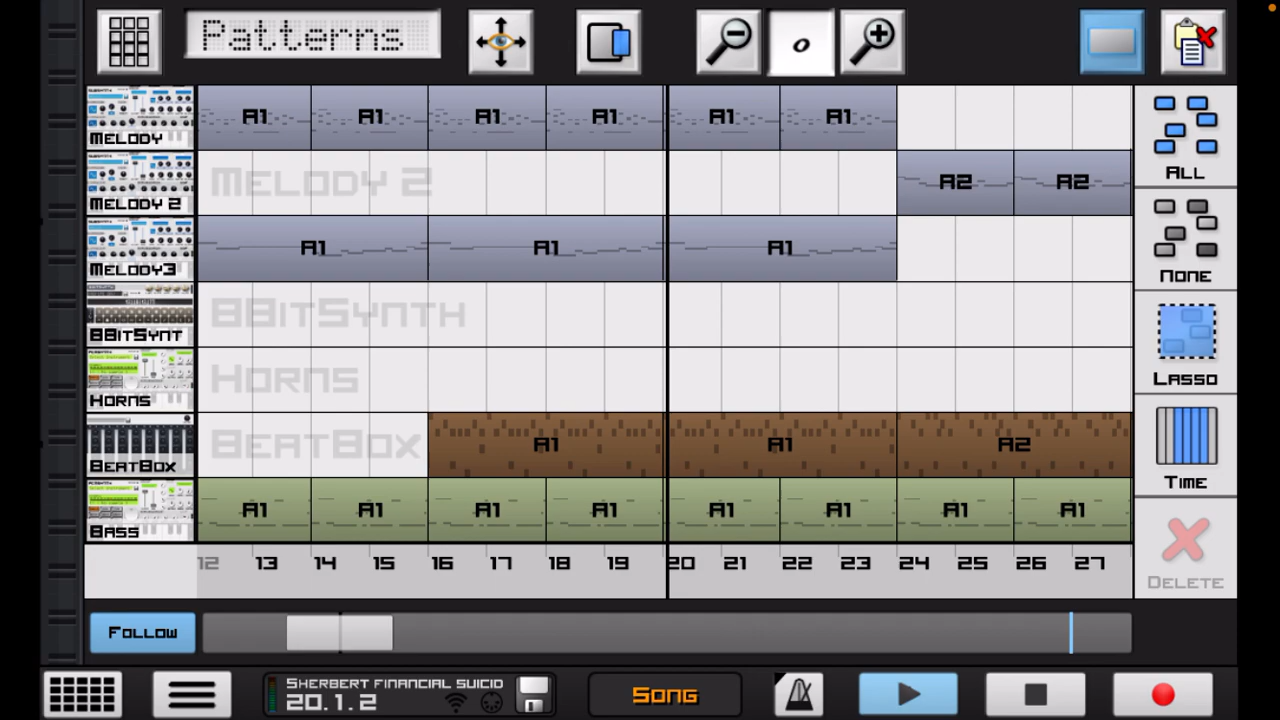 Patterns
Melody A1 A1 A1 A1 A1 A1
Melody 2 Melody 2 A2 A2
Melody3 A1 A1 A1
8BitSynt 8BitSynth
Horns Horns
BeatBox BeatBox A1 A1 A2
Bass A1 A1 A1 A1 A1 A1 A1 A1
12 13 14 15 16 17 18 19 20 21 22 23 24 25 26 27
All
None
Lasso
Time
Delete
Follow
Sherbert Financial Suicid
20.1.2
Song